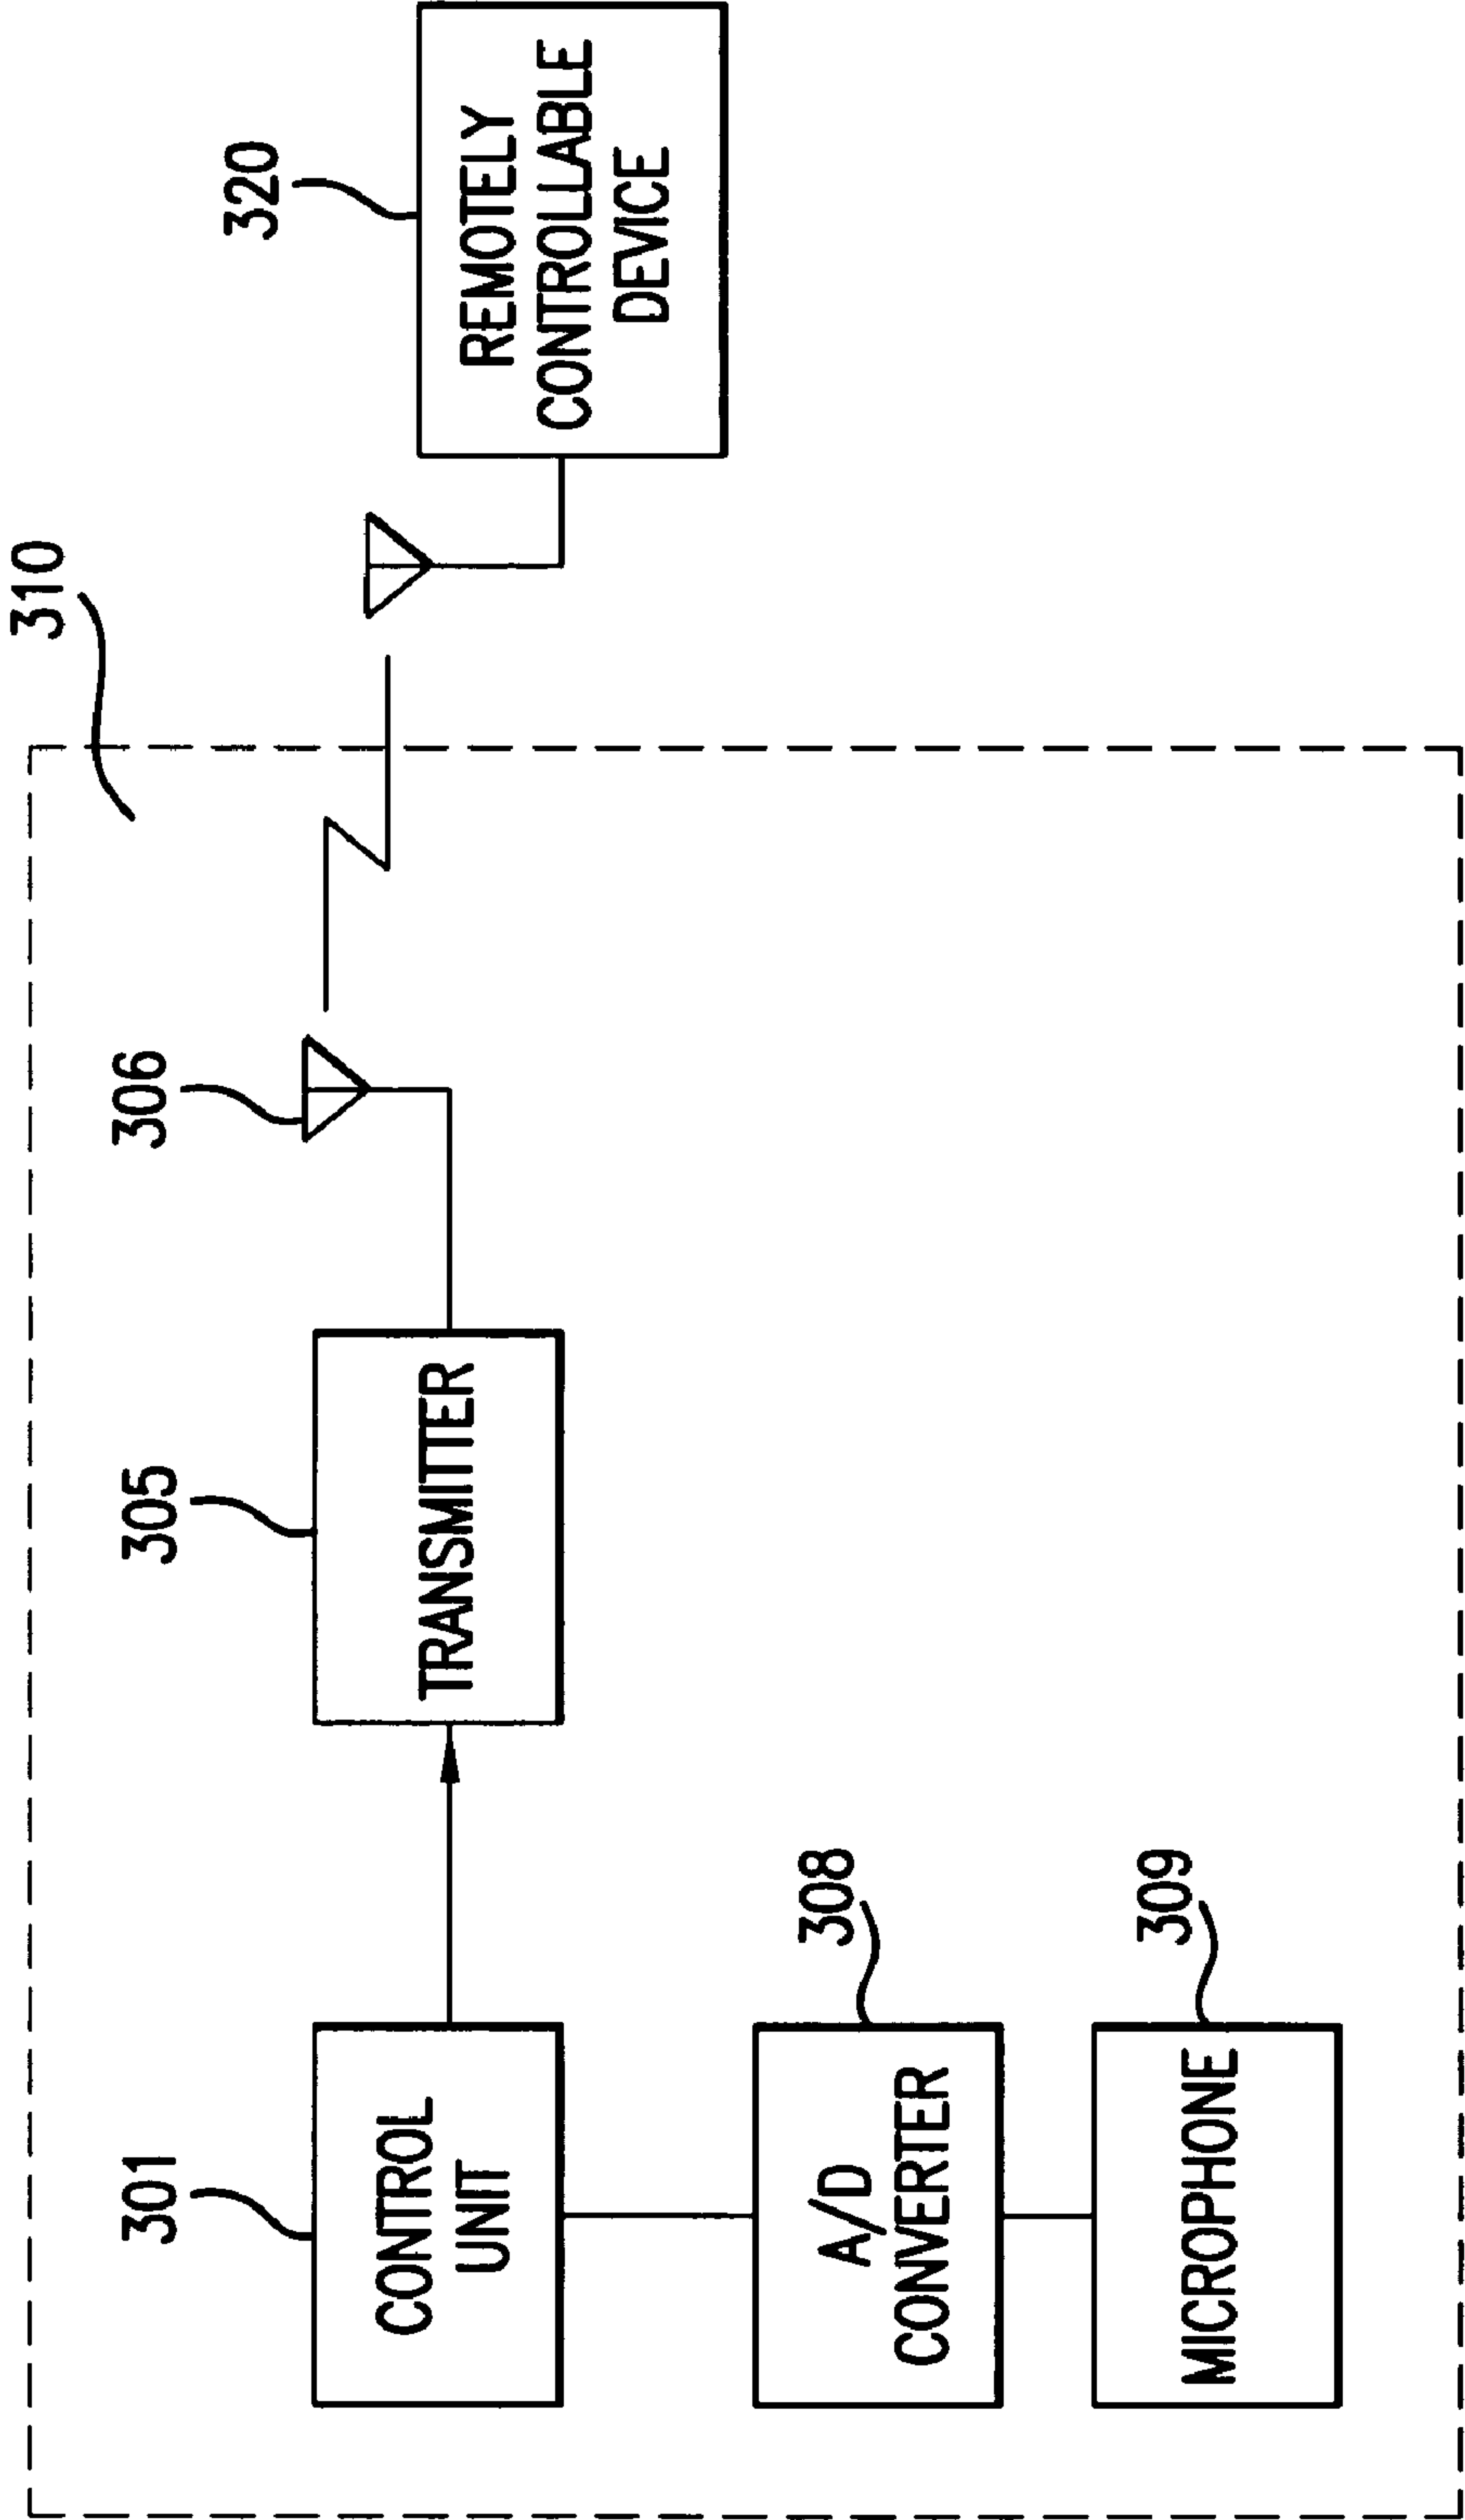 310
320
REMOTELY
CONTROLLABLE
DEVICE
306
305
TRANSMITTER
301
CONTROL
UNIT
308
A/D
CONVERTER
309
MICROPHONE